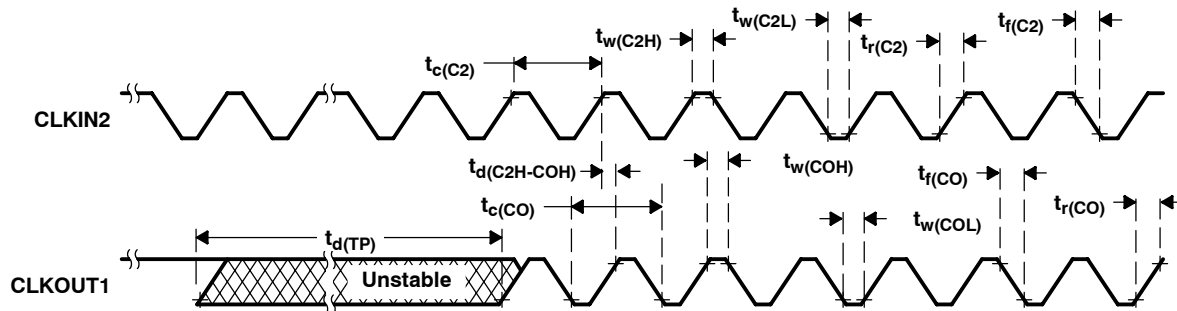 tw(C2H)
tw(C2L)
tr(C2)
tf(C2)
tc(C2)
CLKIN2
td(C2H-COH)
tw(COH)
tf(CO)
tc(CO)
tr(CO)
tw(COL)
td(TP)
Unstable
CLKOUT1